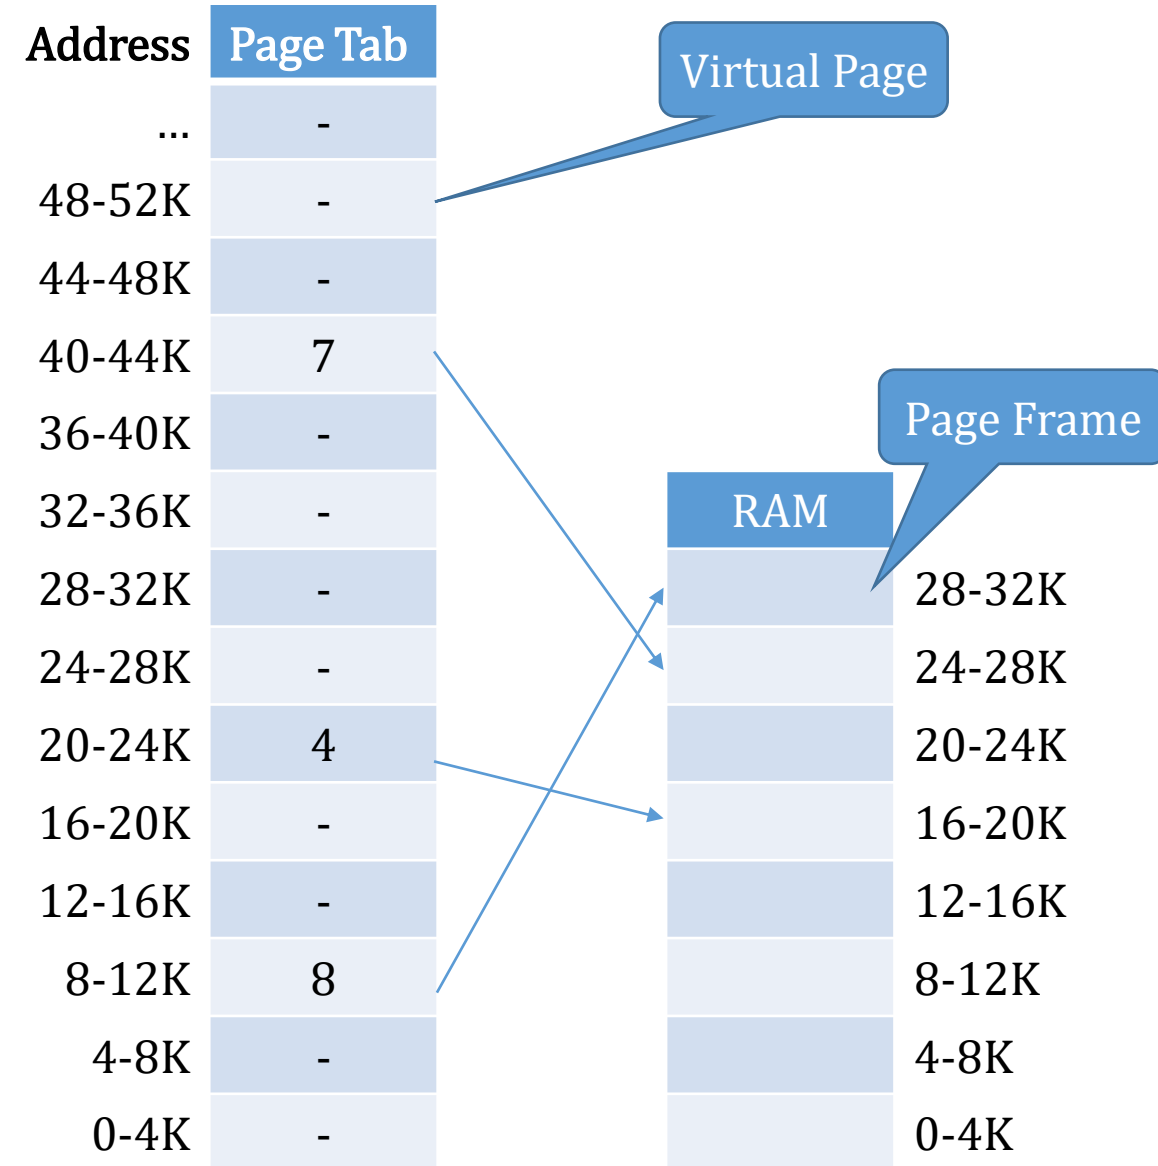 Address Page Tab
Virtual Page
... -
48-52K -
44-48K -
40-44K 7
Page Frame
36-40K -
32-36K - RAM
28-32K - 28-32K
24-28K - 24-28K
20-24K 4 20-24K
16-20K - 16-20K
12-16K - 12-16K
8-12K 8 8-12K
4-8K - 4-8K
0-4K - 0-4K